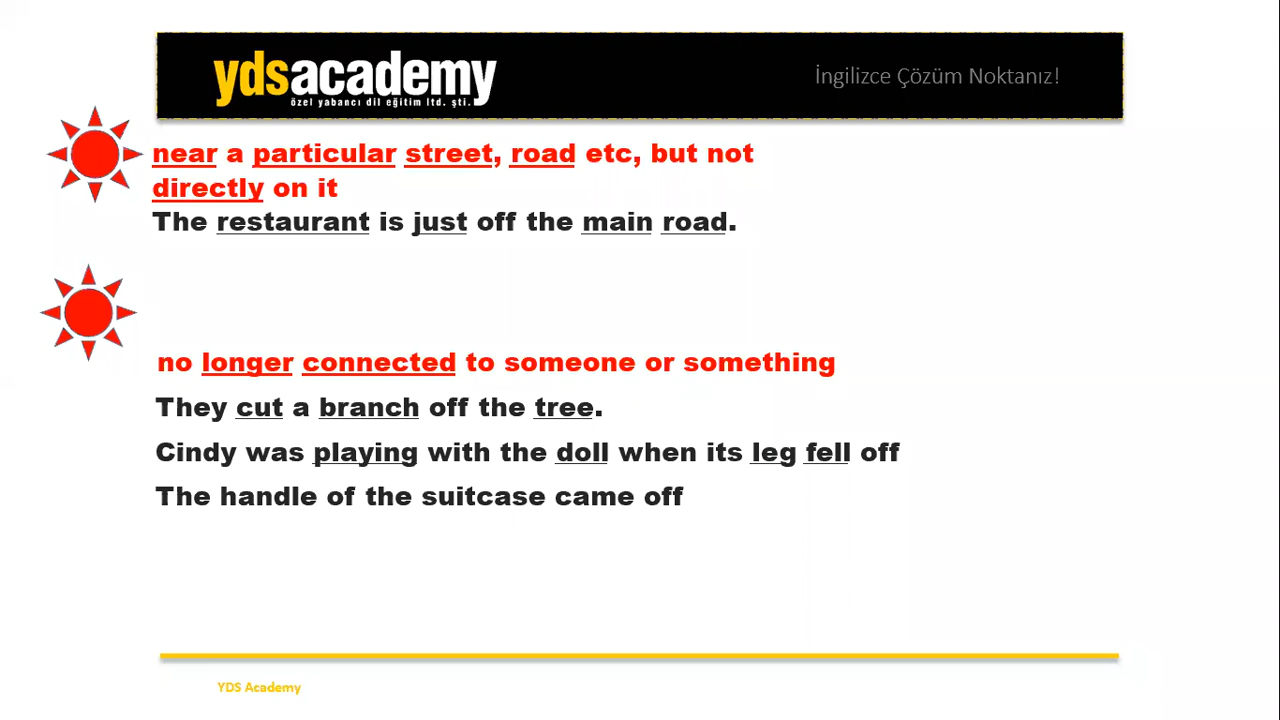 ydsacademy
özel yabancı dil eğitim ltd. şti.
İngilizce Çözüm Noktanız!
near a particular street, road etc, but not
directly on it
The restaurant is just off the main road.
no longer connected to someone or something
They cut a branch off the tree.
Cindy was playing with the doll when its leg fell off
The handle of the suitcase came off
YDS Academy